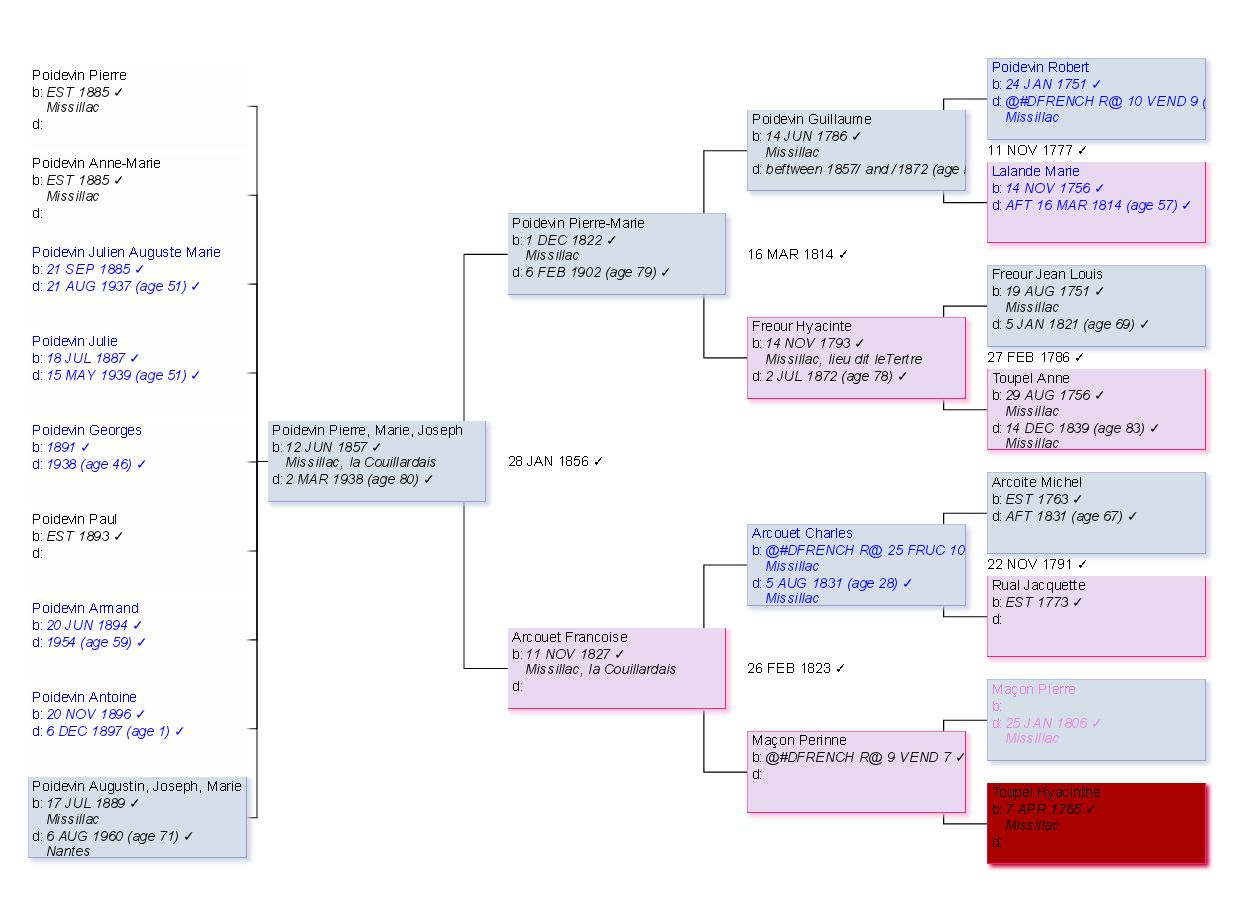 Poidevin Pierre
b: EST 1885 ✓
Missillac
d:
Poidevin Anne-Marie
b: EST 1885 ✓
Missillac
d:
Poidevin Julien Auguste Marie
b: 21 SEP 1885 ✓
d: 21 AUG 1937 (age 51) ✓
Poidevin Julie
b: 18 JUL 1887 ✓
d: 15 MAY 1939 (age 51) ✓
Poidevin Georges
b: 1891 ✓
d: 1938 (age 46) ✓
Poidevin Paul
b: EST 1893 ✓
d:
Poidevin Armand
b: 20 JUN 1894 ✓
d: 1954 (age 59) ✓
Poidevin Antoine
b: 20 NOV 1896 ✓
d: 6 DEC 1897 (age 1) ✓
Poidevin Augustin, Joseph, Marie
b: 17 JUL 1889 ✓
Missillac
d: 6 AUG 1960 (age 71) ✓
Nantes
Poidevin Pierre, Marie, Joseph
b: 12 JUN 1857 ✓
Missillac, la Couillardais
d: 2 MAR 1938 (age 80) ✓
Poidevin Pierre-Marie
b: 1 DEC 1822 ✓
Missillac
d: 6 FEB 1902 (age 79) ✓
28 JAN 1856 ✓
Arcouet Francoise
b: 11 NOV 1827 ✓
Missillac, la Couillardais
d:
Poidevin Guillaume
b: 14 JUN 1786 ✓
Missillac
d: beftween 1857/ and /1872 (age
16 MAR 1814 ✓
Freour Hyacinte
b: 14 NOV 1793 ✓
Missillac, lieu dit leTertre
d: 2 JUL 1872 (age 78) ✓
Arcouet Charles
b: @#DFRENCH R@ 25 FRUC 10
Missillac
d: 5 AUG 1831 (age 28) ✓
Missillac
26 FEB 1823 ✓
Maçon Perinne
b: @#DFRENCH R@ 9 VEND 7 ✓
d:
Poidevin Robert
b: 24 JAN 1751 ✓
d: @#DFRENCH R@ 10 VEND 9 (
Missillac
11 NOV 1777 ✓
Lalande Marie
b: 14 NOV 1756 ✓
d: AFT 16 MAR 1814 (age 57) ✓
Freour Jean Louis
b: 19 AUG 1751 ✓
Missillac
d: 5 JAN 1821 (age 69) ✓
27 FEB 1786 ✓
Toupel Anne
b: 29 AUG 1756 ✓
Missillac
d: 14 DEC 1839 (age 83) ✓
Missillac
Arcoite Michel
b: EST 1763 ✓
d: AFT 1831 (age 67) ✓
22 NOV 1791 ✓
Rual Jacquette
b: EST 1773 ✓
d:
Maçon Pierre
b:
d: 25 JAN 1806 ✓
Missillac
Toupel Hyacinthe
b: 7 APR 1765 ✓
Missillac
d: